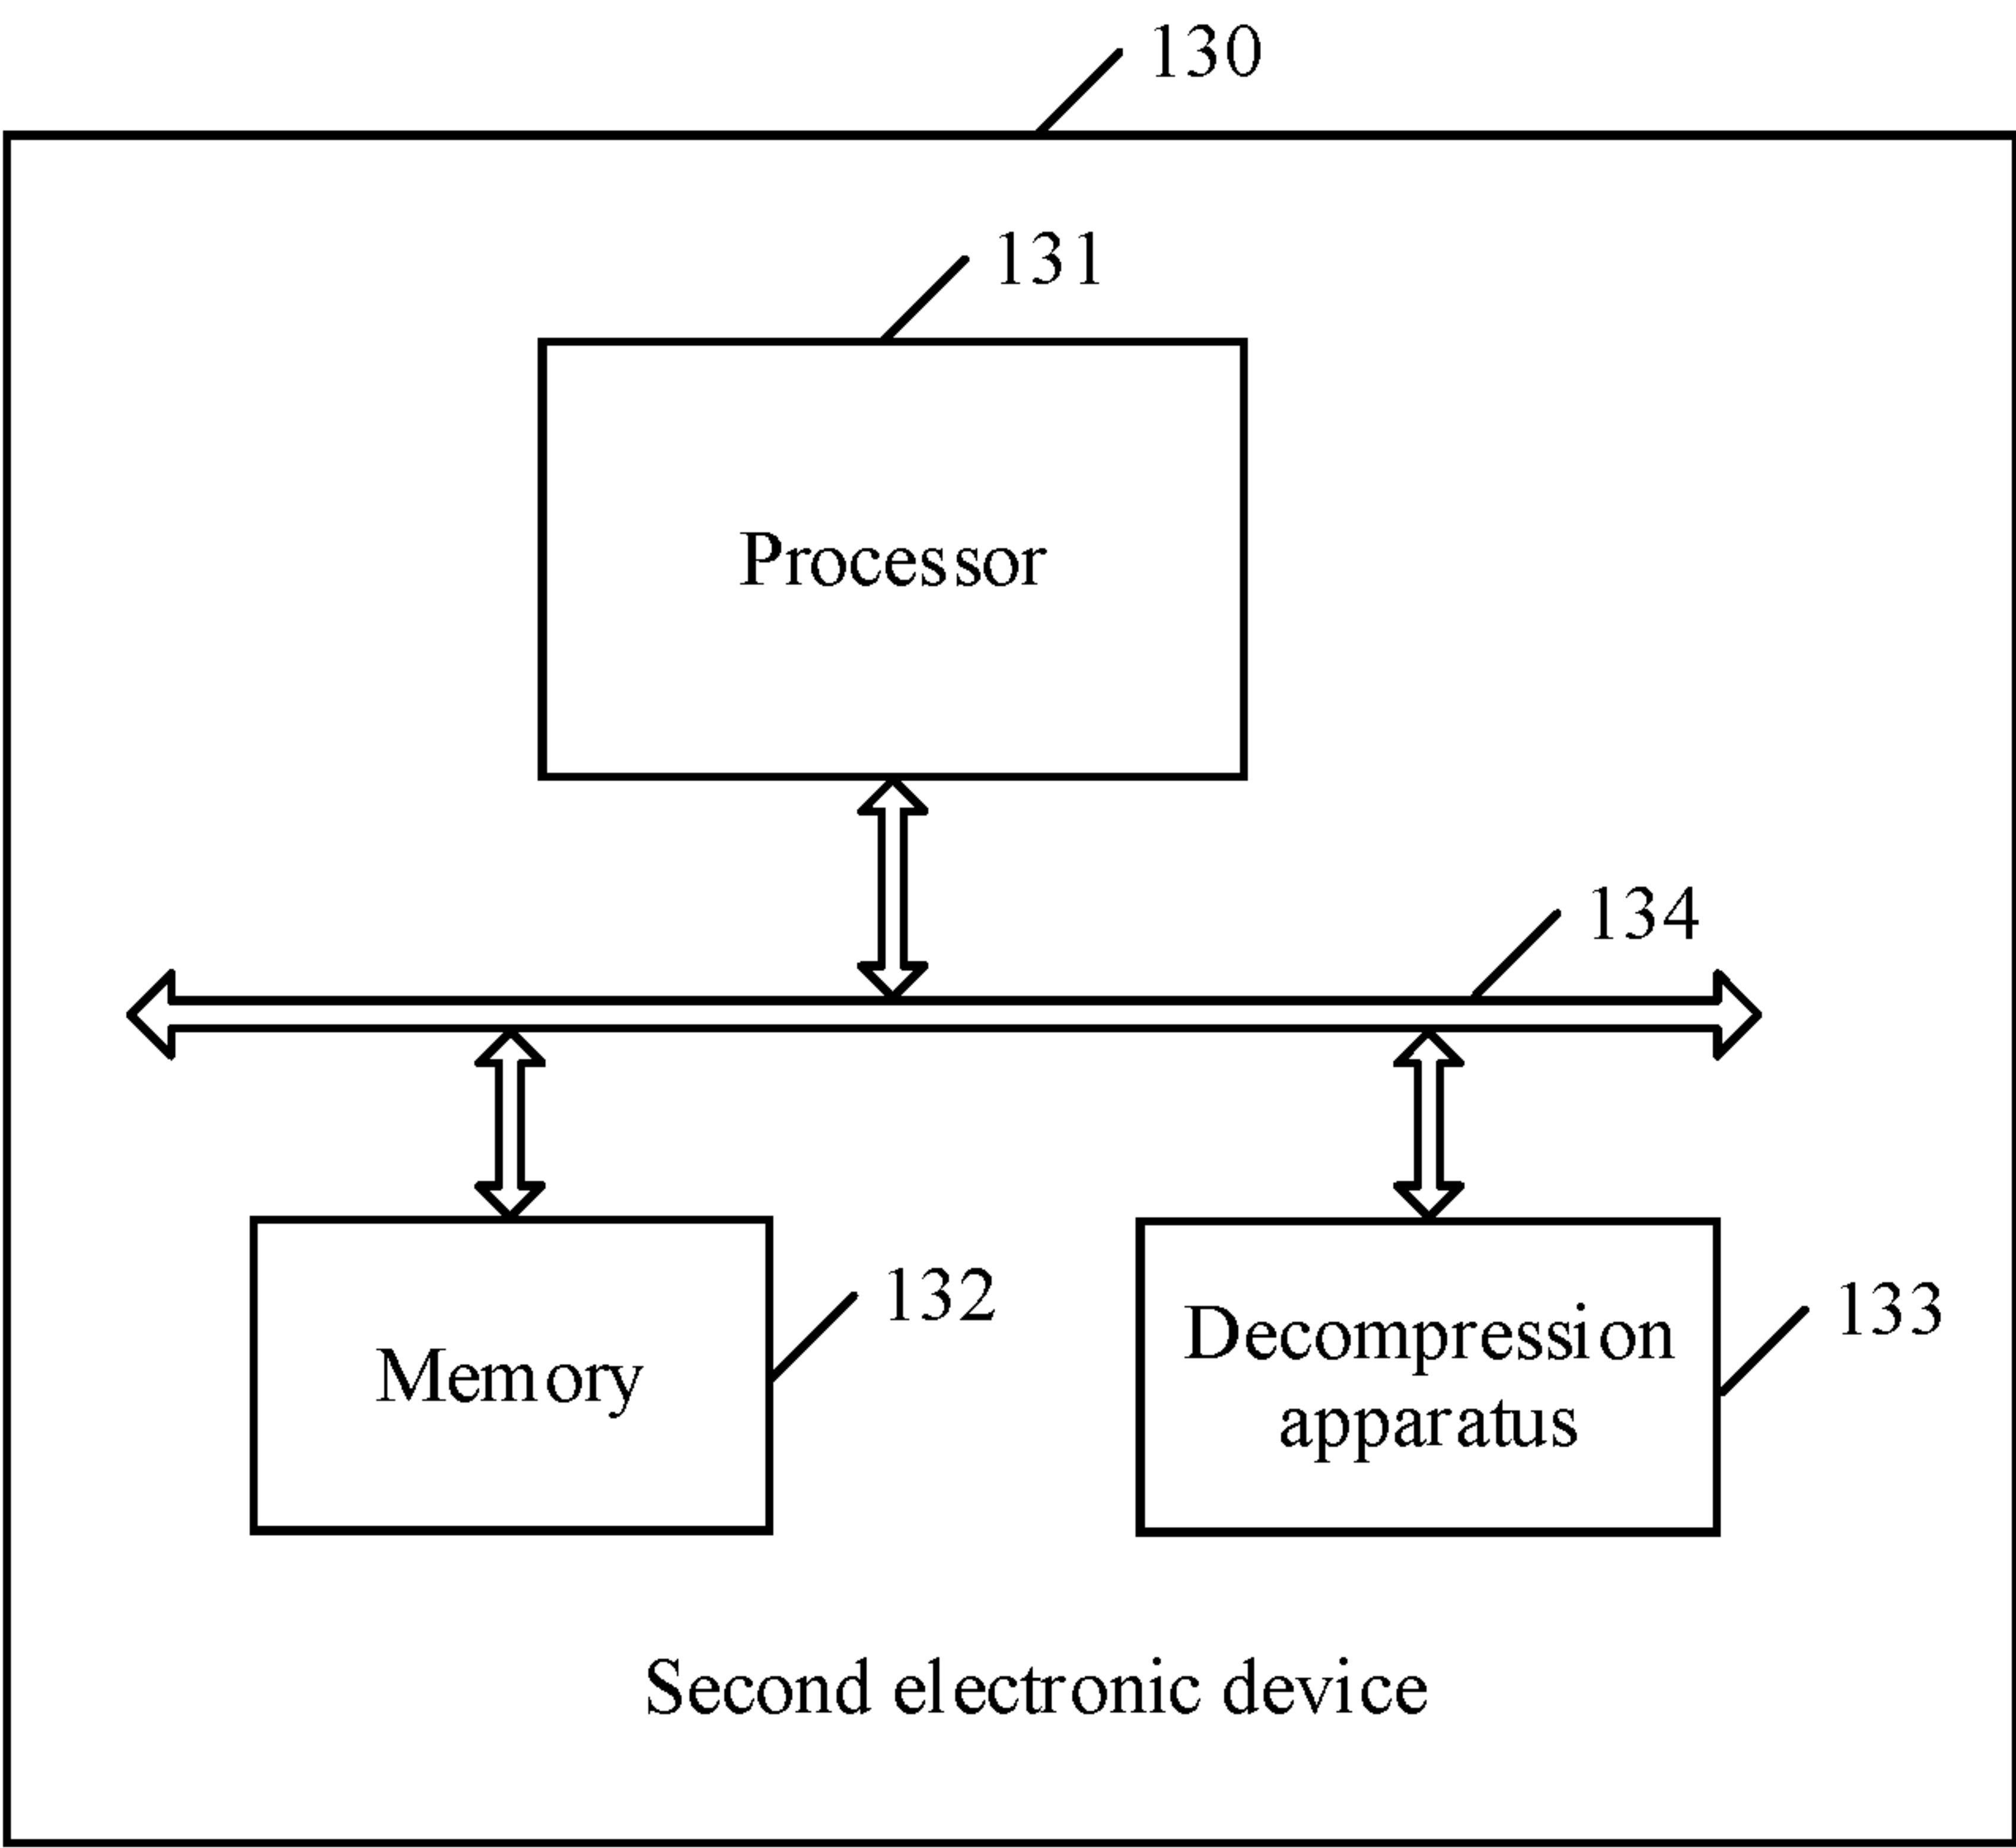 130
131
Processor
134
132
Memory
133
Decompression
apparatus
Second electronic device